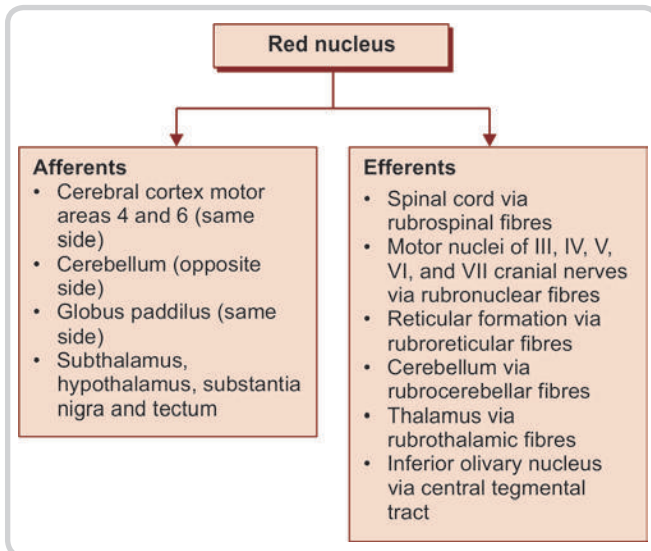 Red nucleus
Afferents
• Cerebral cortex motor
areas 4 and 6 (same
side)
• Cerebellum (opposite
side)
• Globus paddilus (same
side)
• Subthalamus,
hypothalamus, substantia
nigra and tectum
Efferents
• Spinal cord via
rubrospinal fibres
• Motor nuclei of III, IV, V,
VI, and VII cranial nerves
via rubronuclear fibres
• Reticular formation via
rubroreticular fibres
• Cerebellum via
rubrocerebellar fibres
• Thalamus via
rubrothalamic fibres
• Inferior olivary nucleus
via central tegmental
tract